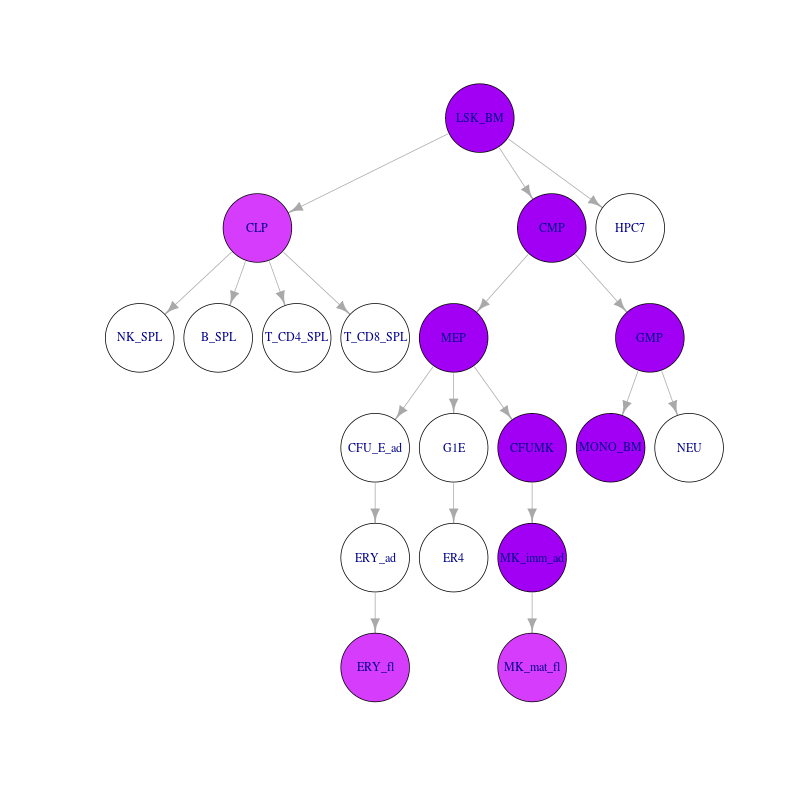 LSK_BM
CLP
CMP
HPC7
NK_SPL
B_SPL
T_CD4_SPL
T_CD8_SPL
MEP
GMP
CFU_E_ad
G1E
CFUMK
MONO_BM
NEU
ERY_ad
ER4
MK_imm_ad
ERY_fl
MK_mat_fl